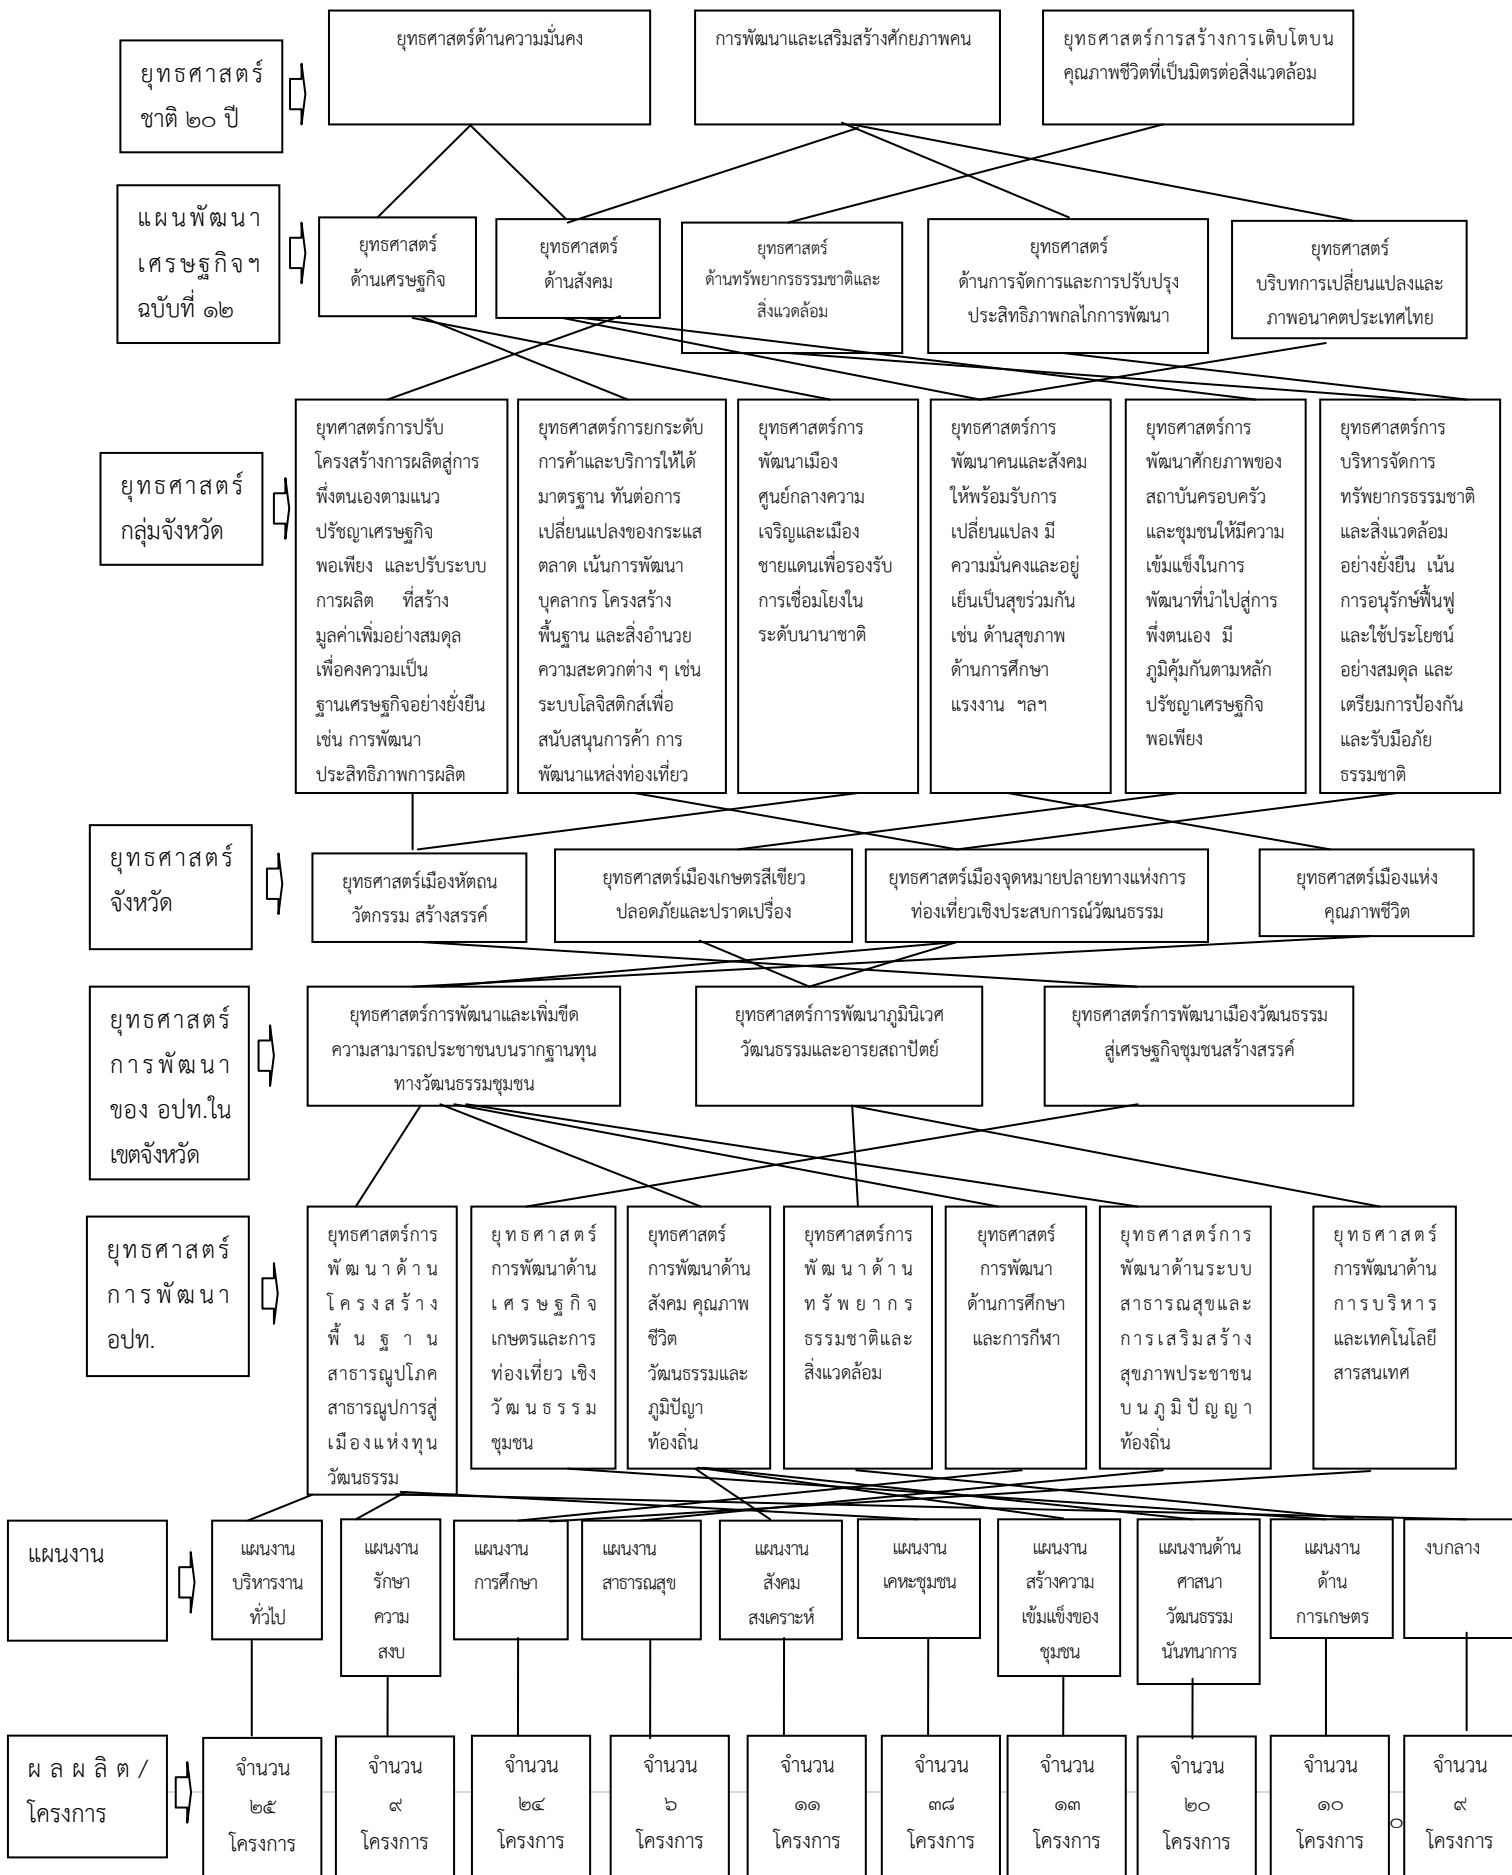 ยุทธศาสตร์
ชาติ ๒๐ ปี
ยุทธศาสตร์ด้านความมั่นคง
การพัฒนาและเสริมสร้างศักยภาพคน
ยุทธศาสตร์การสร้างการเติบโตบน
คุณภาพชีวิตที่เป็นมิตรต่อสิ่งแวดล้อม
แผนพัฒนา
เศรษฐกิจฯ
ฉบับที่ ๑๒
ยุทธศาสตร์
ด้านเศรษฐกิจ
ยุทธศาสตร์
ด้านสังคม
ยุทธศาสตร์
ด้านทรัพยากรธรรมชาติและ
สิ่งแวดล้อม
ยุทธศาสตร์
ด้านการจัดการและการปรับปรุง
ประสิทธิภาพกลไกการพัฒนา
ยุทธศาสตร์
บริบทการเปลี่ยนแปลงและ
ภาพอนาคตประเทศไทย
ยุทธศาสตร์
กลุ่มจังหวัด
ยุทศาสตร์การปรับ
โครงสร้างการผลิตสู่การ
พึ่งตนเองตามแนว
ปรัชญาเศรษฐกิจ
พอเพียง และปรับระบบ
การผลิต ที่สร้าง
มูลค่าเพิ่มอย่างสมดุล
เพื่อคงความเป็น
ฐานเศรษฐกิจอย่างยั่งยืน
เช่น การพัฒนา
ประสิทธิภาพการผลิต
ยุทธศาสตร์การยกระดับ
การค้าและบริการให้ได้
มาตรฐาน ทันต่อการ
เปลี่ยนแปลงของกระแส
ตลาด เน้นการพัฒนา
บุคลากร โครงสร้าง
พื้นฐาน และสิ่งอำนวย
ความสะดวกต่าง ๆ เช่น
ระบบโลจิสติกส์เพื่อ
สนับสนุนการค้า การ
พัฒนาแหล่งท่องเที่ยว
ยุทธศาสตร์การ
พัฒนาเมือง
ศูนย์กลางความ
เจริญและเมือง
ชายแดนเพื่อรองรับ
การเชื่อมโยงใน
ระดับนานาชาติ
ยุทธศาสตร์การ
พัฒนาคนและสังคม
ให้พร้อมรับการ
เปลี่ยนแปลง มี
ความมั่นคงและอยู่
เย็นเป็นสุขร่วมกัน
เช่น ด้านสุขภาพ
ด้านการศึกษา
แรงงาน ฯลฯ
ยุทธศาสตร์การ
พัฒนาศักยภาพของ
สถาบันครอบครัว
และชุมชนให้มีความ
เข้มแข็งในการ
พัฒนาที่นำไปสู่การ
พึ่งตนเอง มี
ภูมิคุ้มกันตามหลัก
ปรัชญาเศรษฐกิจ
พอเพียง
ยุทธศาสตร์การ
บริหารจัดการ
ทรัพยากรธรรมชาติ
และสิ่งแวดล้อม
อย่างยั่งยืน เน้น
การอนุรักษ์ฟื้นฟู
และใช้ประโยชน์
อย่างสมดุล และ
เตรียมการป้องกัน
และรับมือภัย
ธรรมชาติ
ยุทธศาสตร์
จังหวัด
ยุทธศาสตร์เมืองหัตถน
วัตกรรม สร้างสรรค์
ยุทธศาสตร์เมืองเกษตรสีเขียว
ปลอดภัยและปราดเปรื่อง
ยุทธศาสตร์เมืองจุดหมายปลายทางแห่งการ
ท่องเที่ยวเชิงประสบการณ์วัฒนธรรม
ยุทธศาสตร์เมืองแห่ง
คุณภาพชีวิต
ยุทธศาสตร์
การพัฒนา
ของ อปท.ใน
เขตจังหวัด
ยุทธศาสตร์การพัฒนาและเพิ่มขีด
ความสามารถประชาชนบนรากฐานทุน
ทางวัฒนธรรมชุมชน
ยุทธศาสตร์การพัฒนาภูมินิเวศ
วัฒนธรรมและอารยสถาปัตย์
ยุทธศาสตร์การพัฒนาเมืองวัฒนธรรม
สู่เศรษฐกิจชุมชนสร้างสรรค์
ยุทธศาสตร์
การพัฒนา
อปท.
ยุทธศาสตร์การ
พัฒนาด้าน
โครงสร้าง
พื้นฐาน
สาธารณูปโภค
สาธารณูปการสู่
เมืองแห่งทุน
วัฒนธรรม
ยุทธศาสตร์
การพัฒนาด้าน
เศรษฐกิจ
เกษตรและการ
ท่องเที่ยว เชิง
วัฒนธรรม
ชุมชน
ยุทธศาสตร์
การพัฒนาด้าน
สังคม คุณภาพ
ชีวิต
วัฒนธรรมและ
ภูมิปัญา
ท้องถิ่น
ยุทธศาสตร์การ
พัฒนาด้าน
ทรัพยากร
ธรรมชาติและ
สิ่งแวดล้อม
ยุทธศาสตร์
การพัฒนา
ด้านการศึกษา
และการกีฬา
ยุทธศาสตร์การ
พัฒนาด้านระบบ
สาธารณสุขและ
การเสริมสร้าง
สุขภาพประชาชน
บนภูมิปัญญา
ท้องถิ่น
ยุทธศาสตร์
การพัฒนาด้าน
การบริหาร
และเทคโนโลยี
สารสนเทศ
แผนงาน
แผนงาน
บริหารงาน
ทั่วไป
แผนงาน
รักษา
ความ
สงบ
แผนงาน
การศึกษา
แผนงาน
สาธารณสุข
แผนงาน
สังคม
สงเคราะห์
แผนงาน
เคหะชุมชน
แผนงาน
สร้างความ
เข้มแข็งของ
ชุมชน
แผนงานด้าน
ศาสนา
วัฒนธรรม
นันทนาการ
แผนงาน
ด้าน
การเกษตร
งบกลาง
ผลผลิต/
โครงการ
จำนวน
๒๕
โครงการ
จำนวน
๙
โครงการ
จำนวน
๒๔
โครงการ
จำนวน
๖
โครงการ
จำนวน
๑๑
โครงการ
จำนวน
๓๘
โครงการ
จำนวน
๑๓
โครงการ
จำนวน
๒๐
โครงการ
จำนวน
๑๐
โครงการ
จำนวน
๙
โครงการ